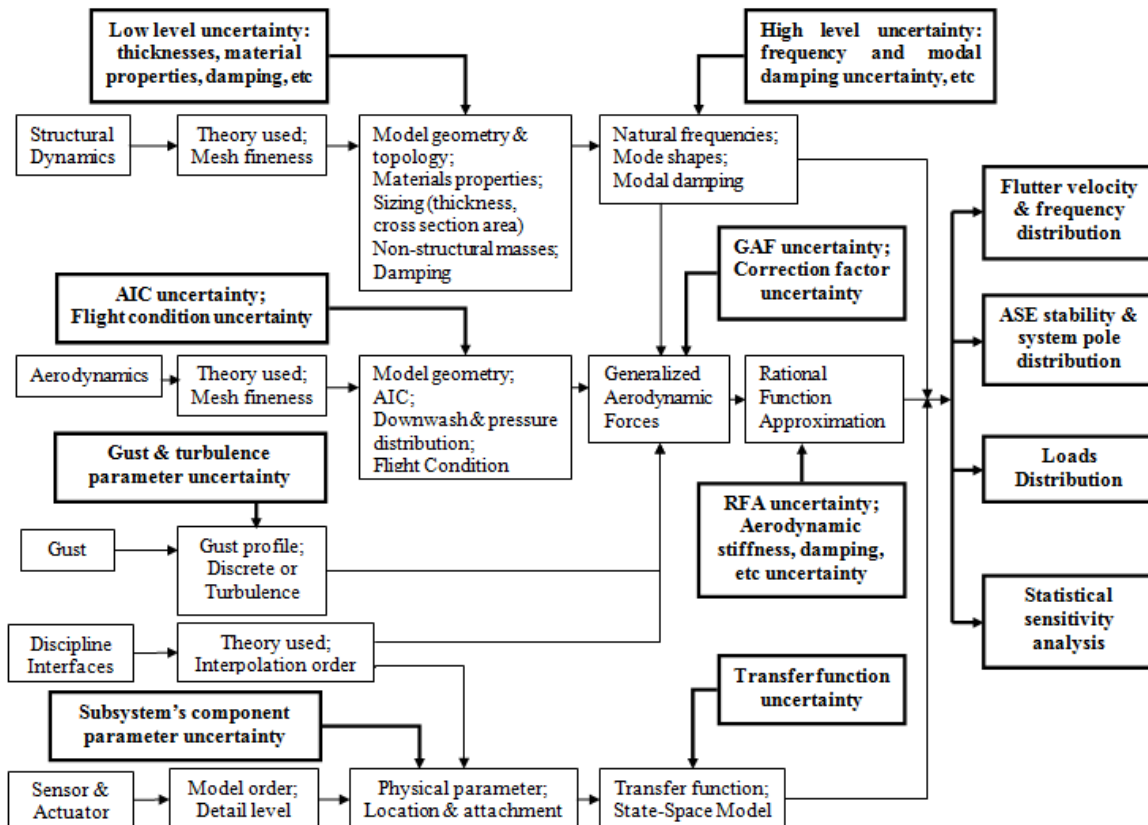 Low level uncertainty:
thicknesses, material
properties, damping, etc
High level uncertainty:
frequency and modal
damping uncertainty, etc
Structural
Dynamics
Theory used;
Mesh fineness
Model geometry &
topology;
Materials properties;
Sizing (thickness,
cross section area)
Non-structural masses;
Damping
Natural frequencies;
Mode shapes;
Modal damping
Flutter velocity
& frequency
distribution
GAF uncertainty;
Correction factor
uncertainty
AIC uncertainty;
Flight condition uncertainty
ASE stability &
system pole
distribution
Aerodynamics
Theory used;
Mesh fineness
Model geometry;
AIC;
Downwash & pressure
distribution;
Flight Condition
Generalized
Aerodynamic
Forces
Rational
Function
Approximation
Gust & turbulence
parameter uncertainty
Loads
Distribution
RFA uncertainty;
Aerodynamic
stiffness, damping,
etc uncertainty
Gust
Gust profile;
Discrete or
Turbulence
Statistical
sensitivity
analysis
Discipline
Interfaces
Theory used;
Interpolation order
Transfer function
uncertainty
Subsystem's component
parameter uncertainty
Sensor &
Actuator
Model order;
Detail level
Physical parameter;
Location & attachment
Transfer function;
State-Space Model